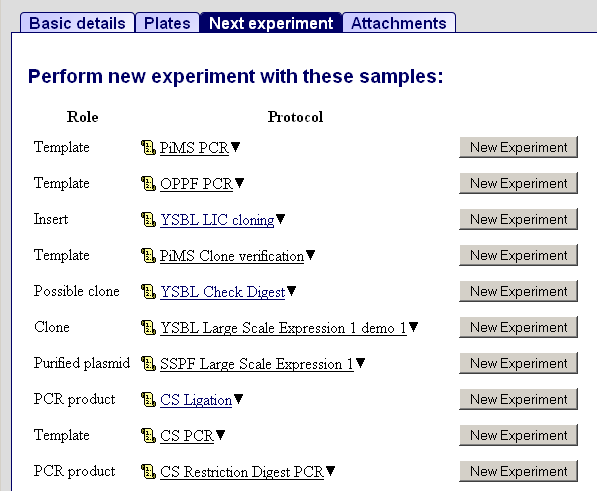 Basic details Plates Next experiment Attachments
Perform new experiment with these samples:
Role Protocol
Template PiMS PCR▼ New Experiment
Template OPPF PCR▼ New Experiment
Insert YSBL LIC cloning▼ New Experiment
Template PiMS Clone verification▼ New Experiment
Possible clone YSBL Check Digest▼ New Experiment
Clone YSBL Large Scale Expression 1 demo 1▼ New Experiment
Purified plasmid SSPF Large Scale Expression 1▼ New Experiment
PCR product CS Ligation▼ New Experiment
Template CS PCR▼ New Experiment
PCR product CS Restriction Digest PCR▼ New Experiment